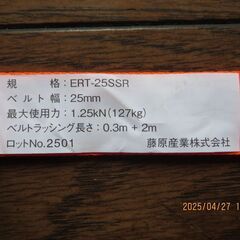 規 格：ERT-25SSR
ベルト幅：25mm
最大使用力：1.25kN(127kg)
ベルトラッシング長さ：0.3m + 2m
ロットNo.2501 藤原産業株式会社
2025/04/27